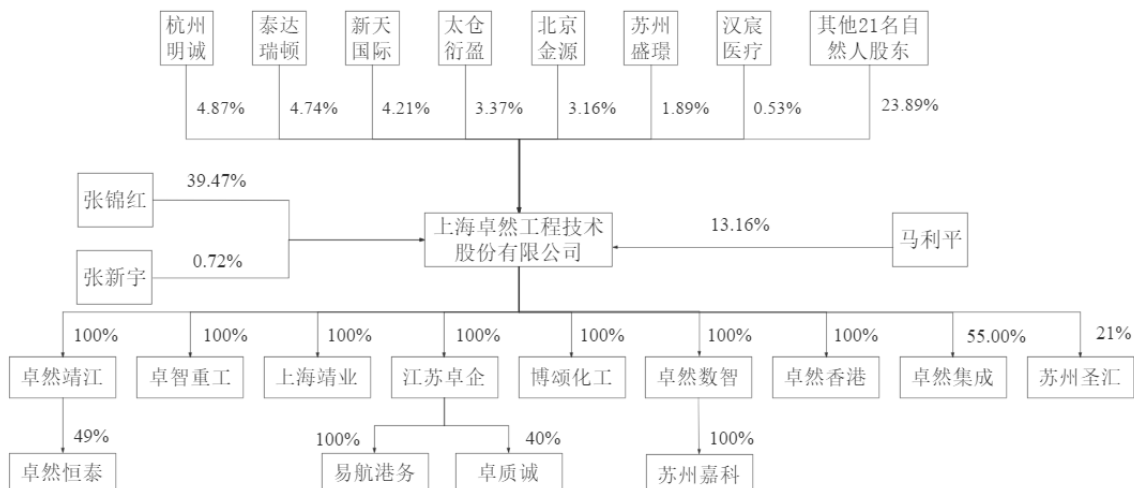 杭州
明诚
泰达
瑞顿
新天
国际
太仓
衍盈
北京
金源
苏州
盛璟
汉宸
医疗
其他21名自
然人股东
4.87%
4.74%
4.21%
3.37%
3.16%
1.89%
0.53%
23.89%
张锦红
39.47%
张新宇
0.72%
上海卓然工程技术
股份有限公司
13.16%
马利平
100%
100%
100%
100%
100%
100%
100%
55.00%
21%
卓然靖江
卓智重工
上海靖业
江苏卓企
博颂化工
卓然数智
卓然香港
卓然集成
苏州圣汇
49%
100%
40%
100%
卓然恒泰
易航港务
卓质诚
苏州嘉科